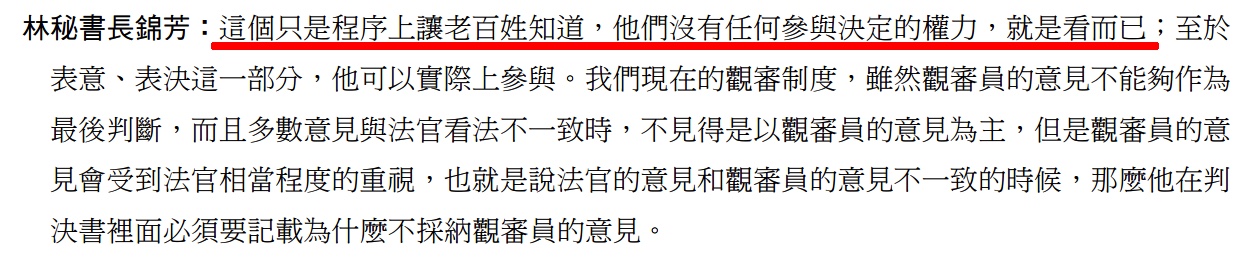 林秘書長錦芳：這個只是程序上讓老百姓知道，他們沒有任何參與決定的權力，就是看而已；至於
表意、表決這一部分，他可以實際上參與。我們現在的觀審制度，雖然觀審員的意見不能夠作為
最後判斷，而且多數意見與法官看法不一致時，不見得是以觀審員的意見為主，但是觀審員的意
見會受到法官相當程度的重視，也就是說法官的意見和觀審員的意見不一致的時候，那麼他在判
決書裡面必須要記載為什麼不採納觀審員的意見。